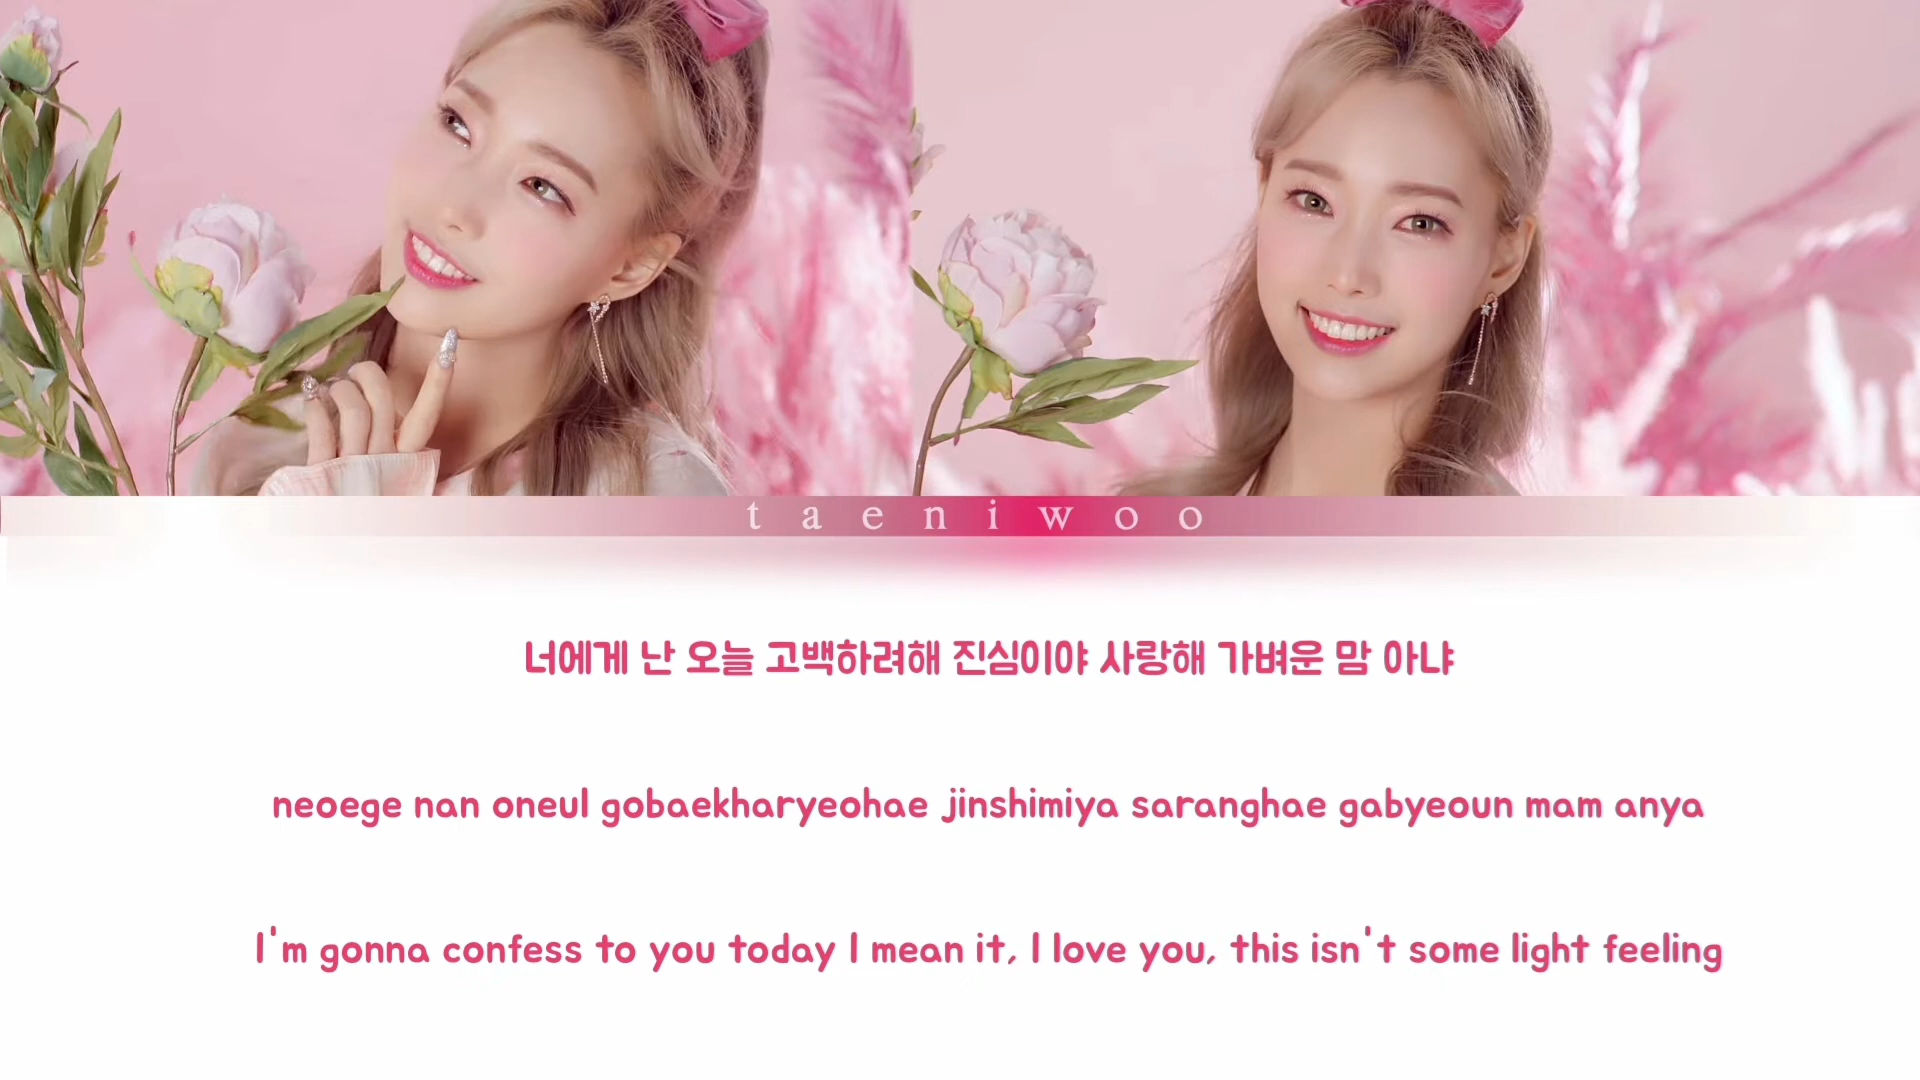 taeniwoo
너에게 난 오늘 고백하려해 진심이야 사랑해 가벼운 맘 아냐
neoege nan oneul gobaekharyeohae jinshimiya saranghae gabyeoun mam anya
I'm gonna confess to you today I mean it, I love you, this isn't some light feeling